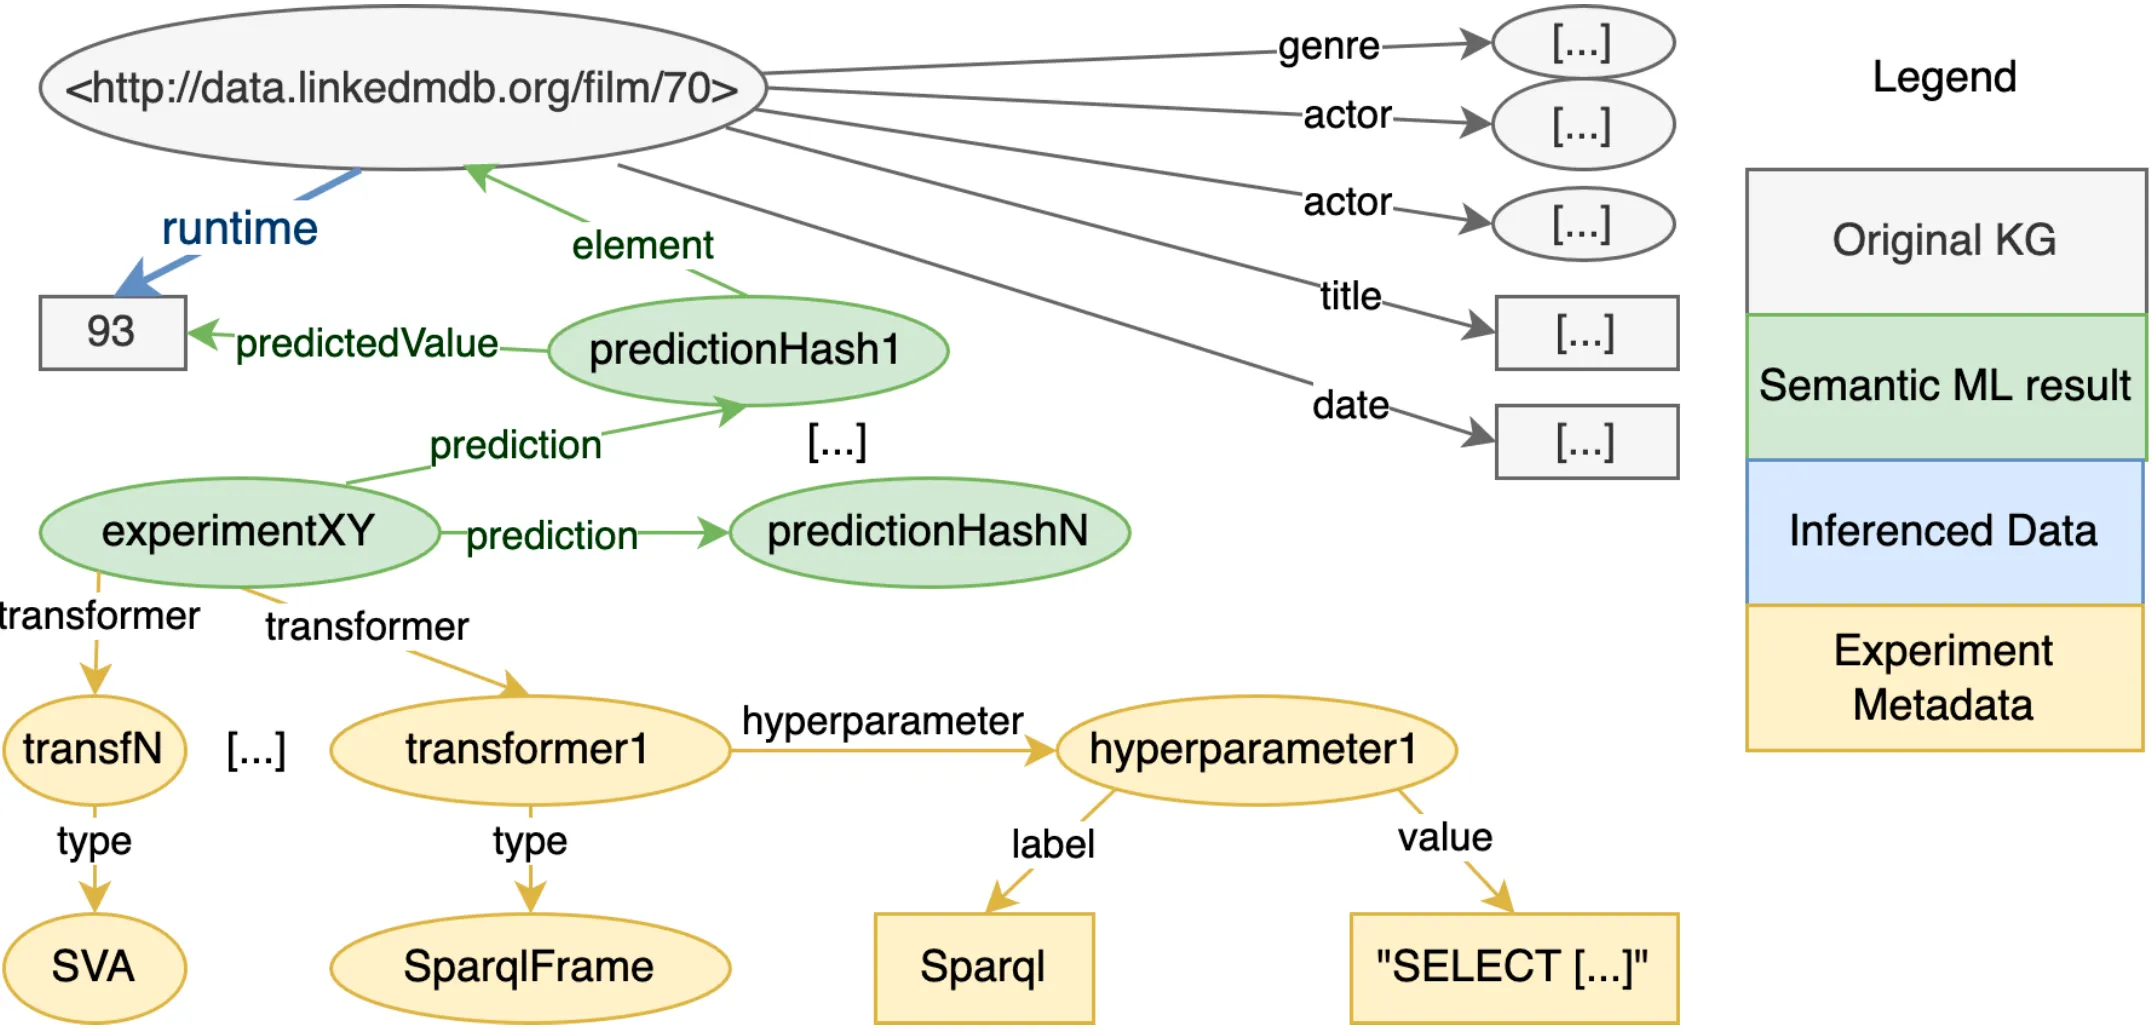 <http://data.linkedmdb.org/film/70>
genre
[...]
actor
[...]
actor
[...]
title
[...]
date
[...]
runtime
element
93
predictedValue
predictionHash1
prediction
[...]
experimentXY
prediction
predictionHashN
transformer
transformer
transfN
[...]
transformer1
hyperparameter
hyperparameter1
type
type
label
value
SVA
SparqlFrame
Sparql
"SELECT [...]"
Legend
Original KG
Semantic ML result
Inferenced Data
Experiment
Metadata